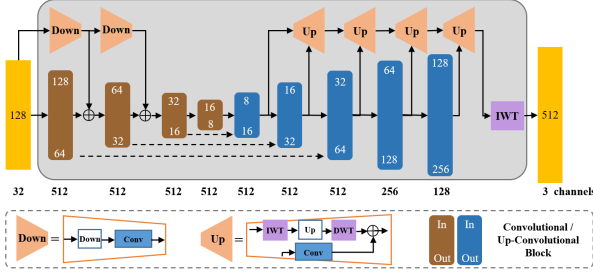 Down Down Up Up Up Up
128 64 32 16 8 16 32 64 128
128 512
64 32 16 8 16 32 64 128 256
IWT
32 512 512 512 512 512 512 512 256 128 3 channels
Down = Down Conv
Up = IWT Up DWT
Conv
In In
Out Out
Convolutional /
Up-Convolutional
Block